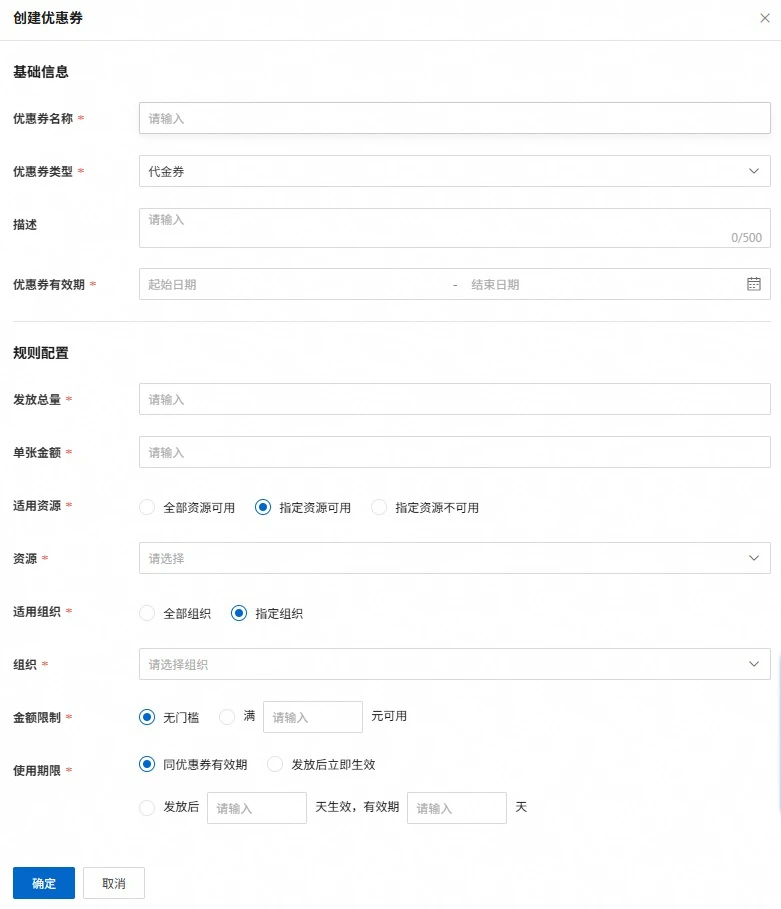 创建优惠券
基础信息
优惠券名称 * 请输入
优惠券类型 * 代金券
描述 请输入
0/500
优惠券有效期 * 起始日期 - 结束日期
规则配置
发放总量 * 请输入
单张金额 * 请输入
适用资源 * 全部资源可用 指定资源可用 指定资源不可用
资源 * 请选择
适用组织 * 全部组织 指定组织
组织 * 请选择组织
金额限制 * 无门槛 满 请输入 元可用
使用期限 * 同优惠券有效期 发放后立即生效
发放后 请输入 天生效，有效期 请输入 天
确定 取消